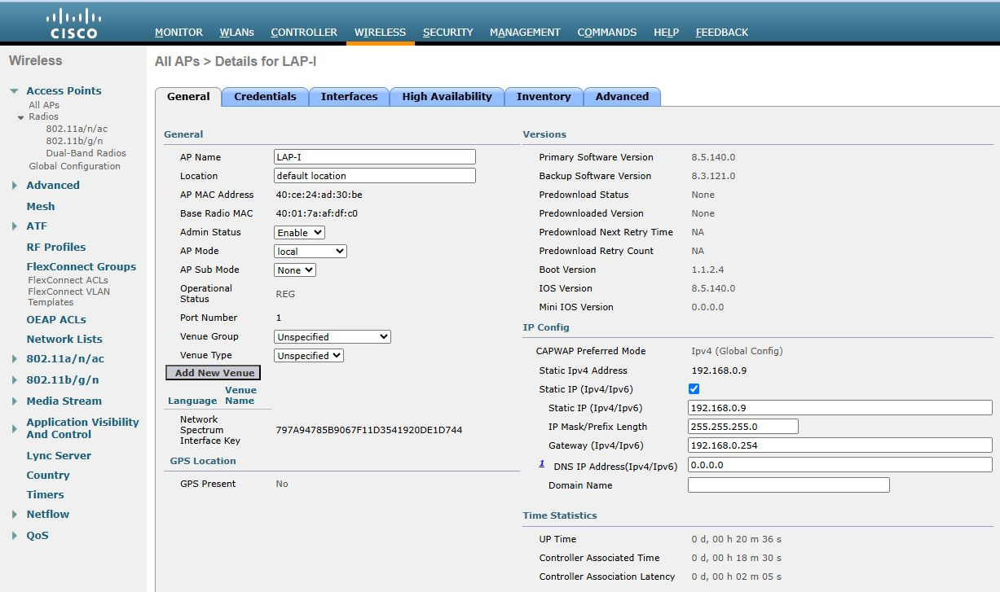 CISCO
MONITOR WLANs CONTROLLER WIRELESS SECURITY MANAGEMENT COMMANDS HELP FEEDBACK
Wireless
Access Points
All APs
Radios
802.11a/n/ac
802.11b/g/n
Dual-Band Radios
Global Configuration
Advanced
Mesh
ATF
RF Profiles
FlexConnect Groups
FlexConnect ACLs
FlexConnect VLAN
Templates
OEAP ACLs
Network Lists
802.11a/n/ac
802.11b/g/n
Media Stream
Application Visibility
And Control
Lync Server
Country
Timers
Netflow
QoS
All APs > Details for LAP-I
General Credentials Interfaces High Availability Inventory Advanced
General
AP Name LAP-I
Location default location
AP MAC Address 40:ce:24:ad:30:be
Base Radio MAC 40:01:7a:af:df:c0
Admin Status Enable
AP Mode local
AP Sub Mode None
Operational
Status REG
Port Number 1
Venue Group Unspecified
Venue Type Unspecified
Add New Venue
Venue
Language Name
Network
Spectrum 797A94785B9067F11D3541920DE1D744
Interface Key
GPS Location
GPS Present No
Versions
Primary Software Version 8.5.140.0
Backup Software Version 8.3.121.0
Predownload Status None
Predownloaded Version None
Predownload Next Retry Time NA
Predownload Retry Count NA
Boot Version 1.1.2.4
IOS Version 8.5.140.0
Mini IOS Version 0.0.0.0
IP Config
CAPWAP Preferred Mode Ipv4 (Global Config)
Static Ipv4 Address 192.168.0.9
Static IP (Ipv4/Ipv6)
Static IP (Ipv4/Ipv6) 192.168.0.9
IP Mask/Prefix Length 255.255.255.0
Gateway (Ipv4/Ipv6) 192.168.0.254
1 DNS IP Address(Ipv4/Ipv6) 0.0.0.0
Domain Name
Time Statistics
UP Time 0 d, 00 h 20 m 36 s
Controller Associated Time 0 d, 00 h 18 m 30 s
Controller Association Latency 0 d, 00 h 02 m 05 s